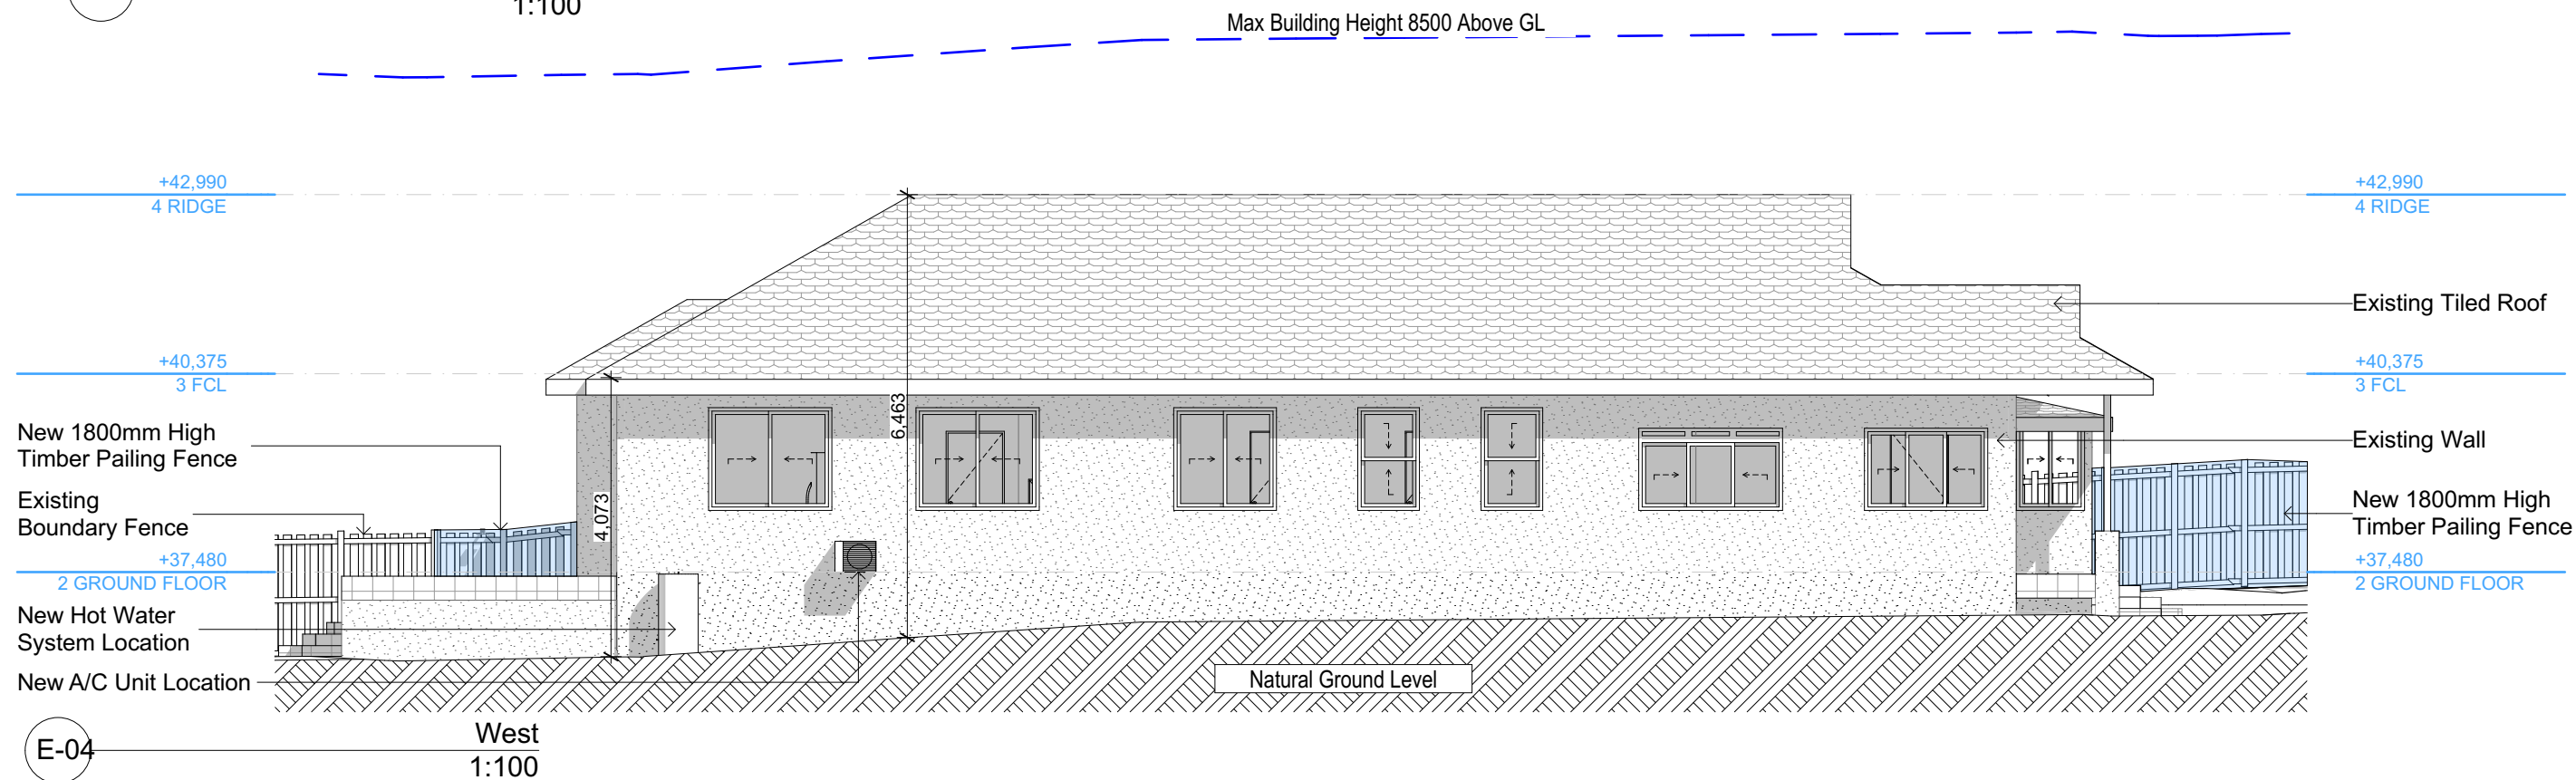 1:100
Max Building Height 8500 Above GL
+42,990
4 RIDGE
+42,990
4 RIDGE
Existing Tiled Roof
+40,375
3 FCL
+40,375
3 FCL
6,463
New 1800mm High
Timber Pailing Fence
Existing Wall
4,073
Existing
Boundary Fence
New 1800mm High
Timber Pailing Fence
+37,480
2 GROUND FLOOR
+37,480
2 GROUND FLOOR
New Hot Water
System Location
New A/C Unit Location
Natural Ground Level
E-04
West
1:100